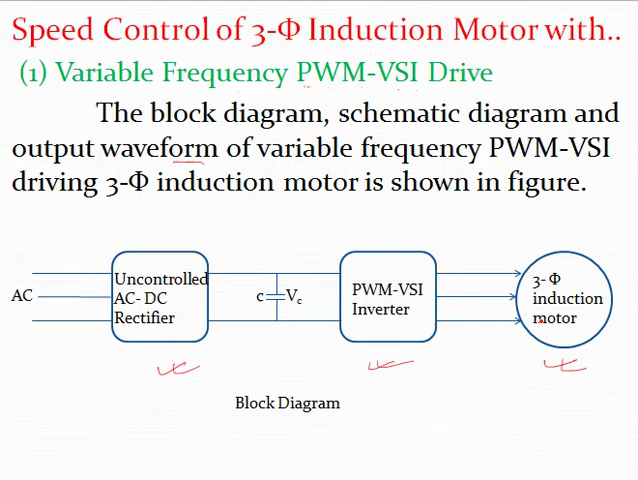 Speed Control of 3-Φ Induction Motor with..
(1) Variable Frequency PWM-VSI Drive
The block diagram, schematic diagram and
output waveform of variable frequency PWM-VSI
driving 3-Φ induction motor is shown in figure.
AC
Uncontrolled
AC- DC
Rectifier
c
Vc
PWM-VSI
Inverter
3- Φ
induction
motor
Block Diagram